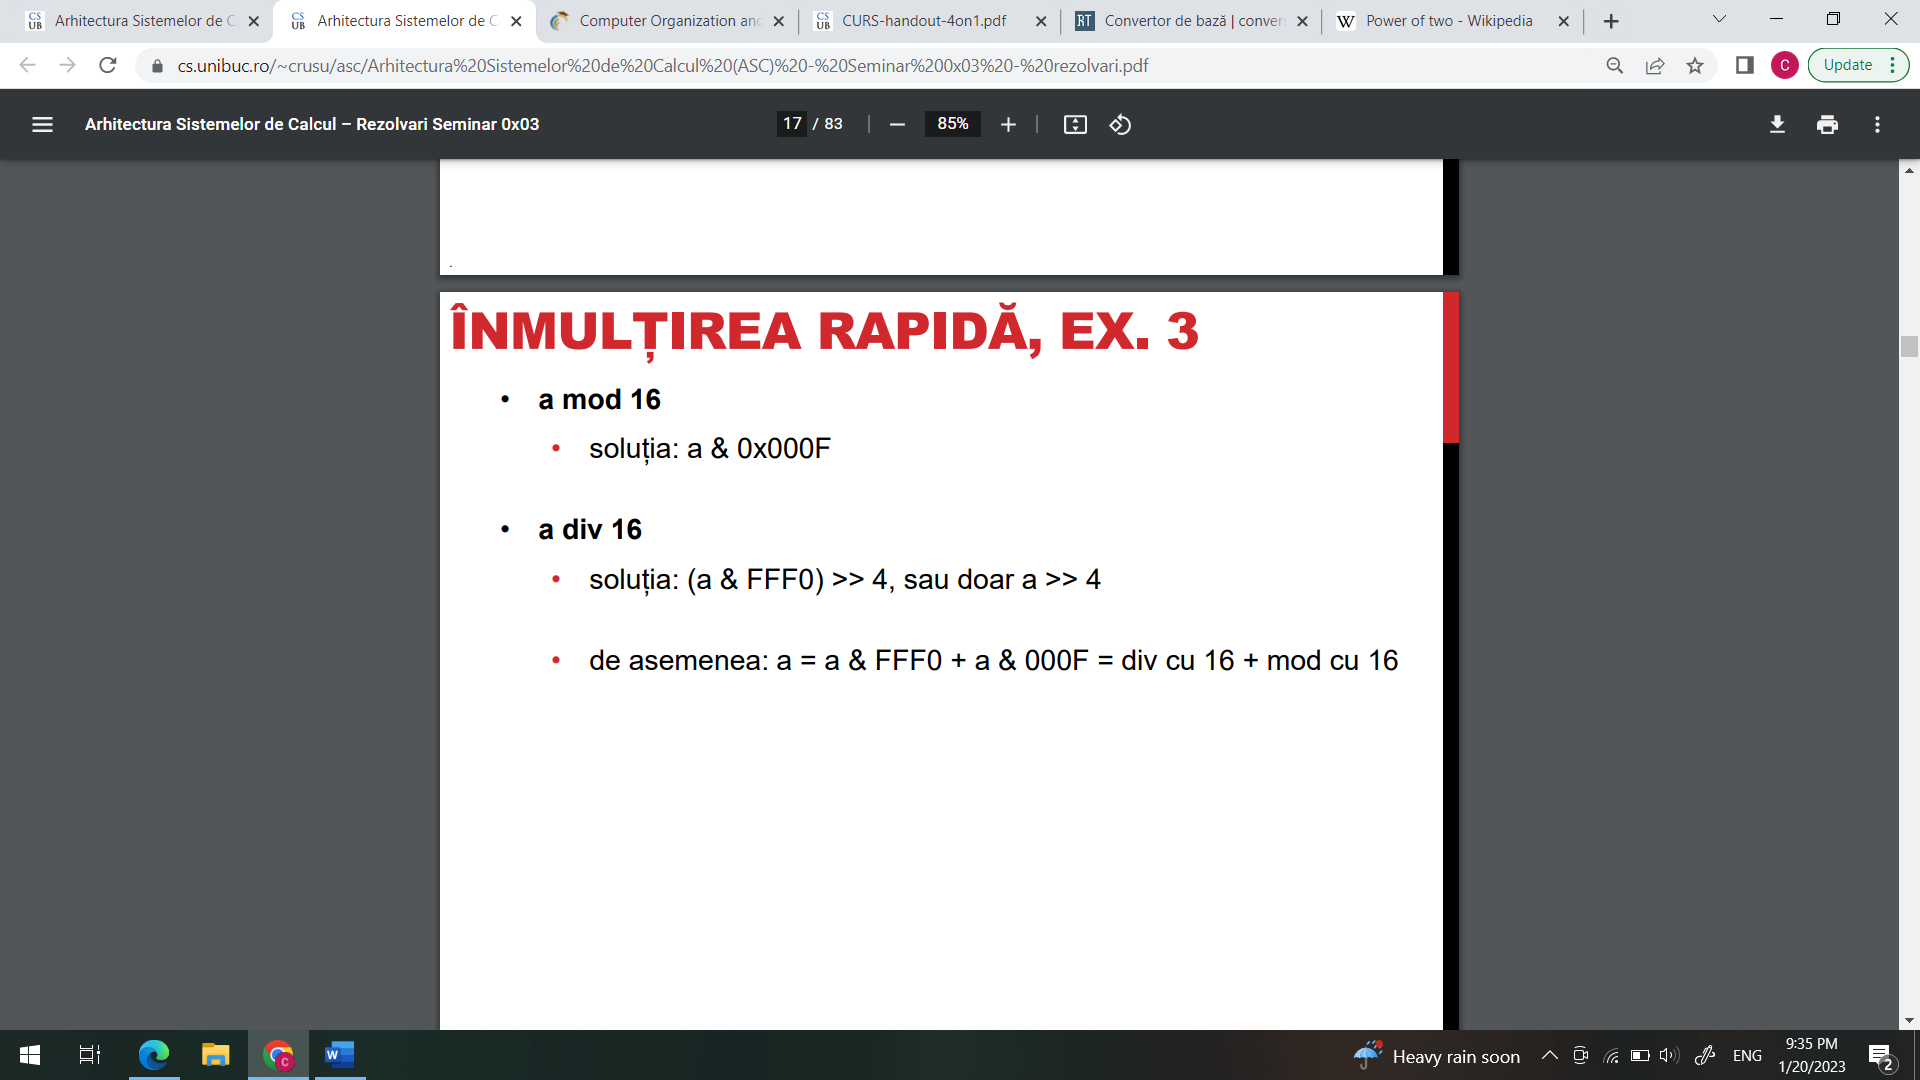 Arhitectura Sistemelor de C
Arhitectura Sistemelor de C
Computer Organization and
CURS-handout-4on1.pdf
Convertor de bază | convers
Power of two - Wikipedia
cs.unibuc.ro/~crusu/asc/Arhitectura%20Sistemelor%20de%20Calcul%20(ASC)%20-%20Seminar%200x03%20-%20rezolvari.pdf
C
Update
Arhitectura Sistemelor de Calcul – Rezolvari Seminar 0x03
17 / 83
85%
ÎNMULȚIREA RAPIDĂ, EX. 3
• a mod 16
• soluția: a & 0x000F
• a div 16
• soluția: (a & FFF0) >> 4, sau doar a >> 4
• de asemenea: a = a & FFF0 + a & 000F = div cu 16 + mod cu 16
Heavy rain soon
ENG
9:35 PM
1/20/2023
2